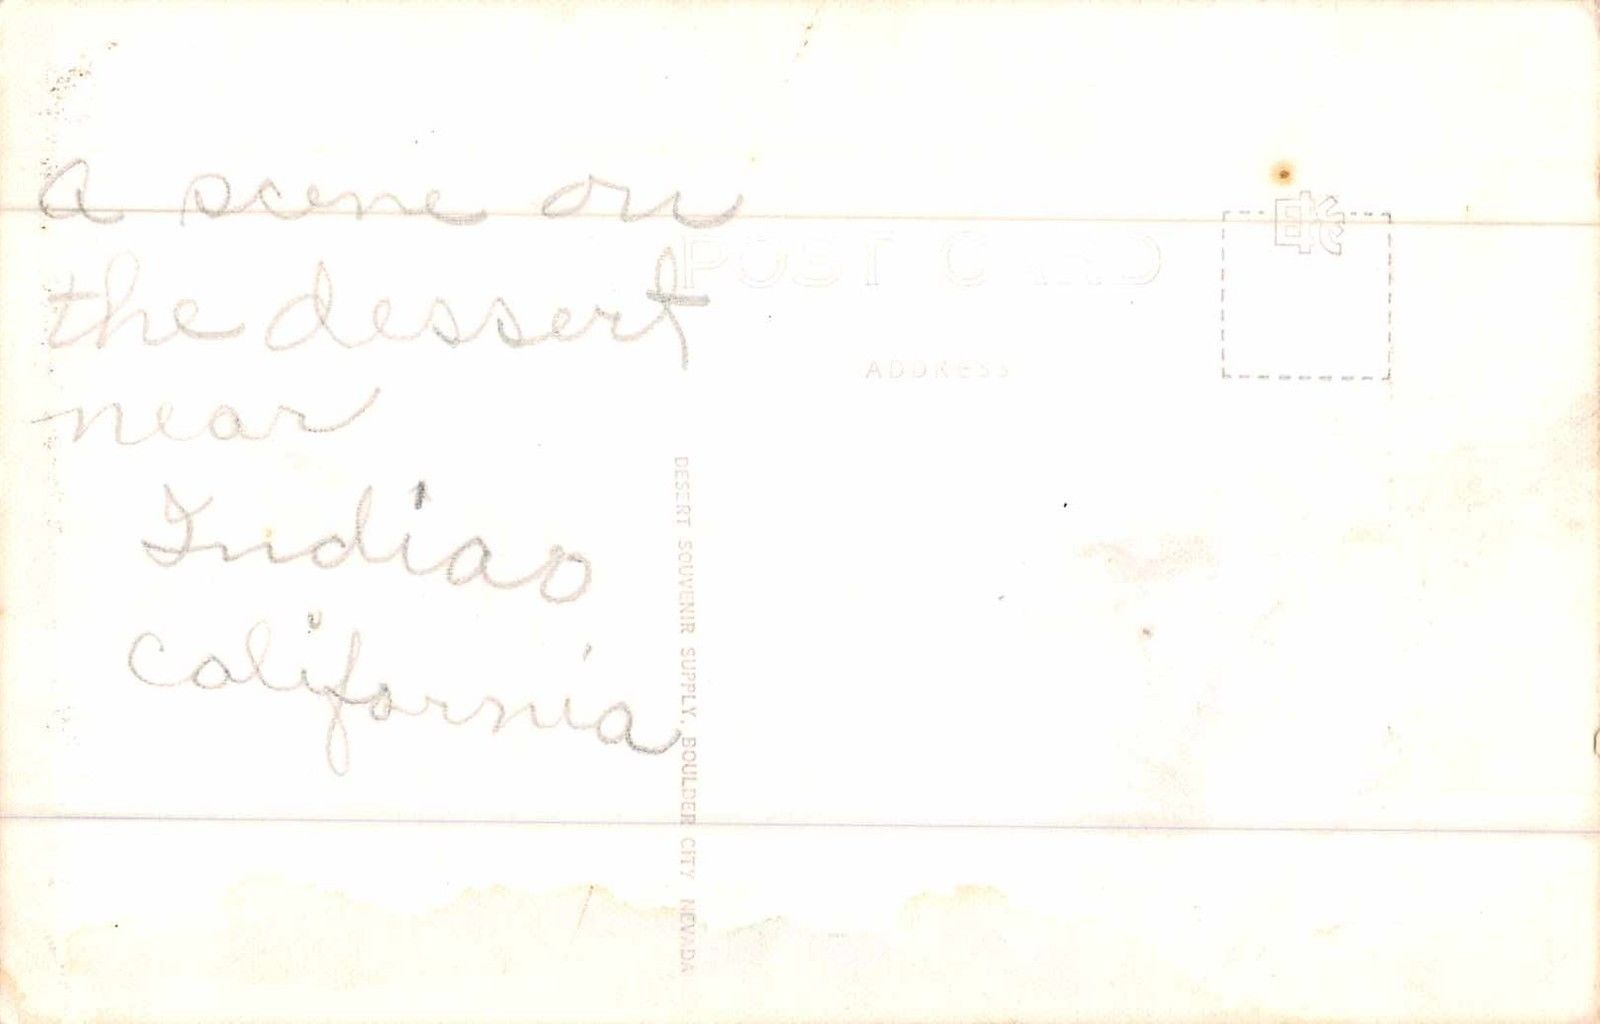 a scene on
the dessert
near
Indiao
California
POST CARD
ADDRESS
DESERT SOUVENIR SUPPLY, BOULDER CITY NEVADA